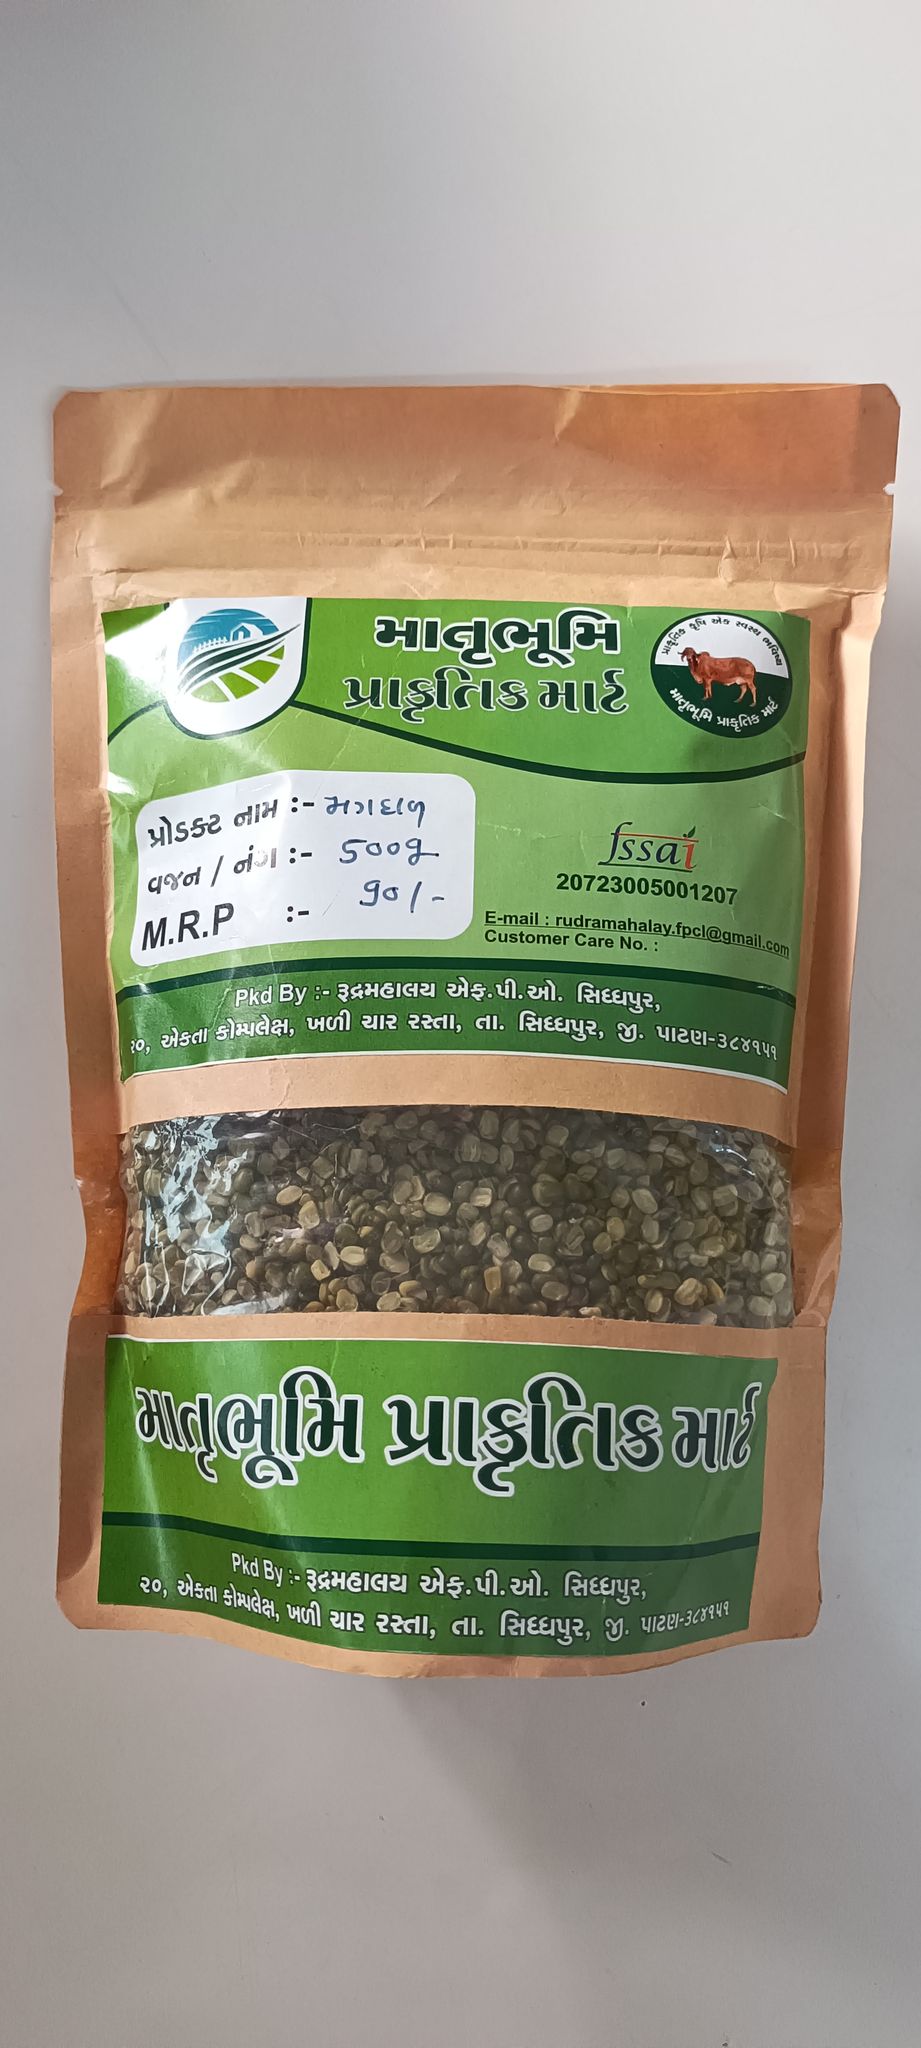 માતૃભૂમિ
પ્રાકૃતિક માર્ટ
પ્રાકૃતિક કૃષિ એક સ્વસ્થ ભવિષ્ય
માતૃભૂમિ પ્રાકૃતિક માર્ટ
પ્રોડક્ટ નામ :- મગદાળ
વજન / નંગ :- 500g
M.R.P :- 90/-
fssai
20723005001207
E-mail : rudramahalay.fpcl@gmail.com
Customer Care No. :
Pkd By :- રૂદ્રમહાલય એફ.પી.ઓ. સિધ્ધપુર,
૨૦, એકતા કોમ્પલેક્ષ, ખળી ચાર રસ્તા, તા. સિધ્ધપુર, જી. પાટણ-૩૮૪૧૫૧
માતૃભૂમિ પ્રાકૃતિક માર્ટ
Pkd By :- રૂદ્રમહાલય એફ.પી.ઓ. સિધ્ધપુર,
૨૦, એકતા કોમ્પલેક્ષ, ખળી ચાર રસ્તા, તા. સિધ્ધપુર, જી. પાટણ-૩૮૪૧૫૧